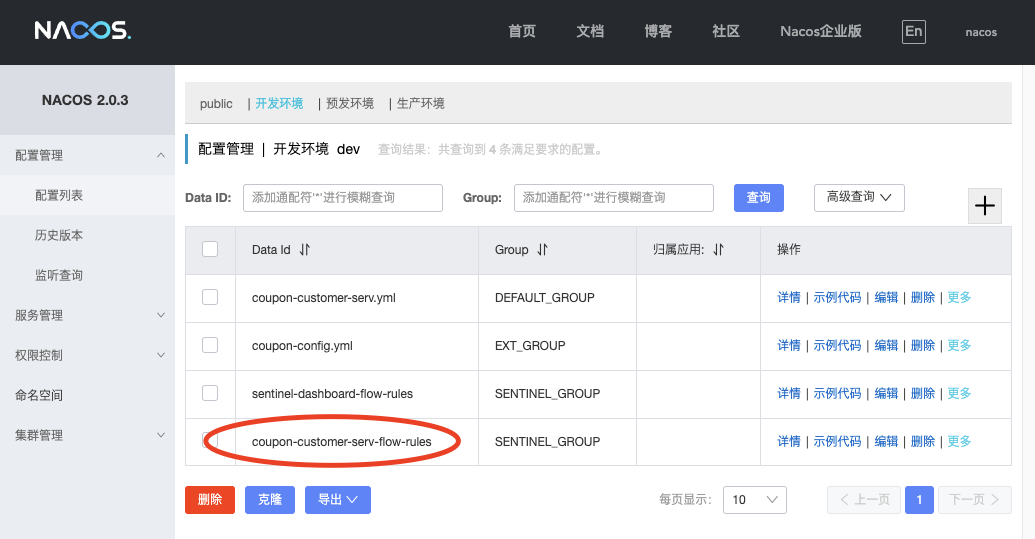 NACOS. 首页 文档 博客 社区 Nacos企业版 En nacos
NACOS 2.0.3
配置管理
配置列表
历史版本
监听查询
服务管理
权限控制
命名空间
集群管理
public | 开发环境 | 预发环境 | 生产环境
配置管理 | 开发环境 dev 查询结果：共查询到 4 条满足要求的配置。
Data ID: 添加通配符'*'进行模糊查询 Group: 添加通配符'*'进行模糊查询 查询 高级查询
Data Id Group 归属应用: 操作
coupon-customer-serv.yml DEFAULT_GROUP 详情 | 示例代码 | 编辑 | 删除 | 更多
coupon-config.yml EXT_GROUP 详情 | 示例代码 | 编辑 | 删除 | 更多
sentinel-dashboard-flow-rules SENTINEL_GROUP 详情 | 示例代码 | 编辑 | 删除 | 更多
coupon-customer-serv-flow-rules SENTINEL_GROUP 详情 | 示例代码 | 编辑 | 删除 | 更多
删除 克隆 导出 每页显示: 10 上一页 1 下一页